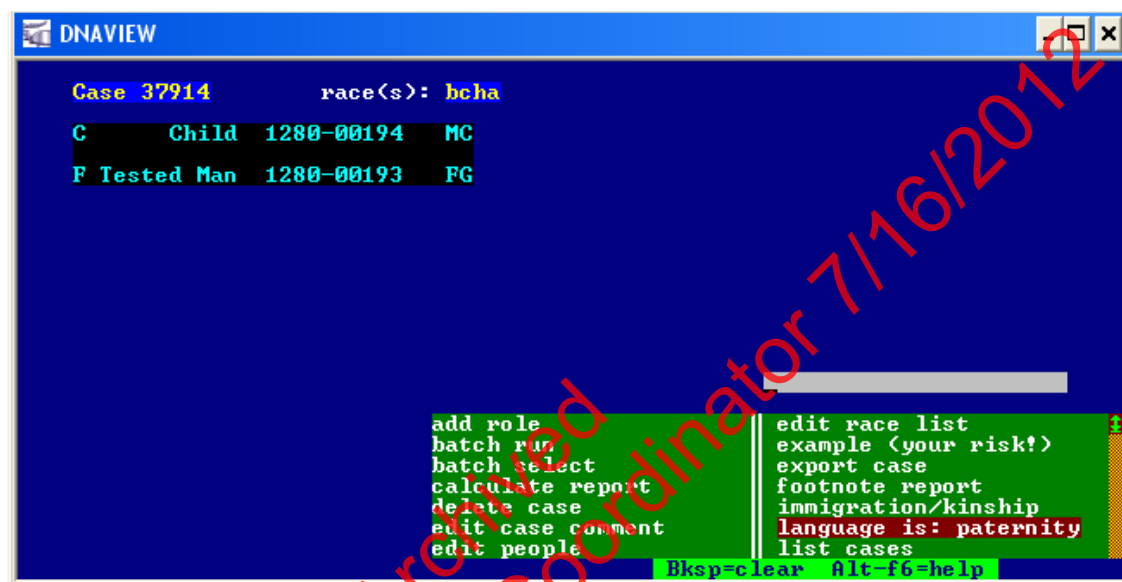 DNAVIEW
Case 37914 race(s): bcha
C Child 1280-00194 MC
F Tested Man 1280-00193 FG
add role
batch run
batch select
calculate report
delete case
edit case comment
edit people
edit race list
example (your risk!)
export case
footnote report
immigration/kinship
language is: paternity
list cases
Bksp=clear Alt-f6=help
Archived
coordinator 7/16/2012